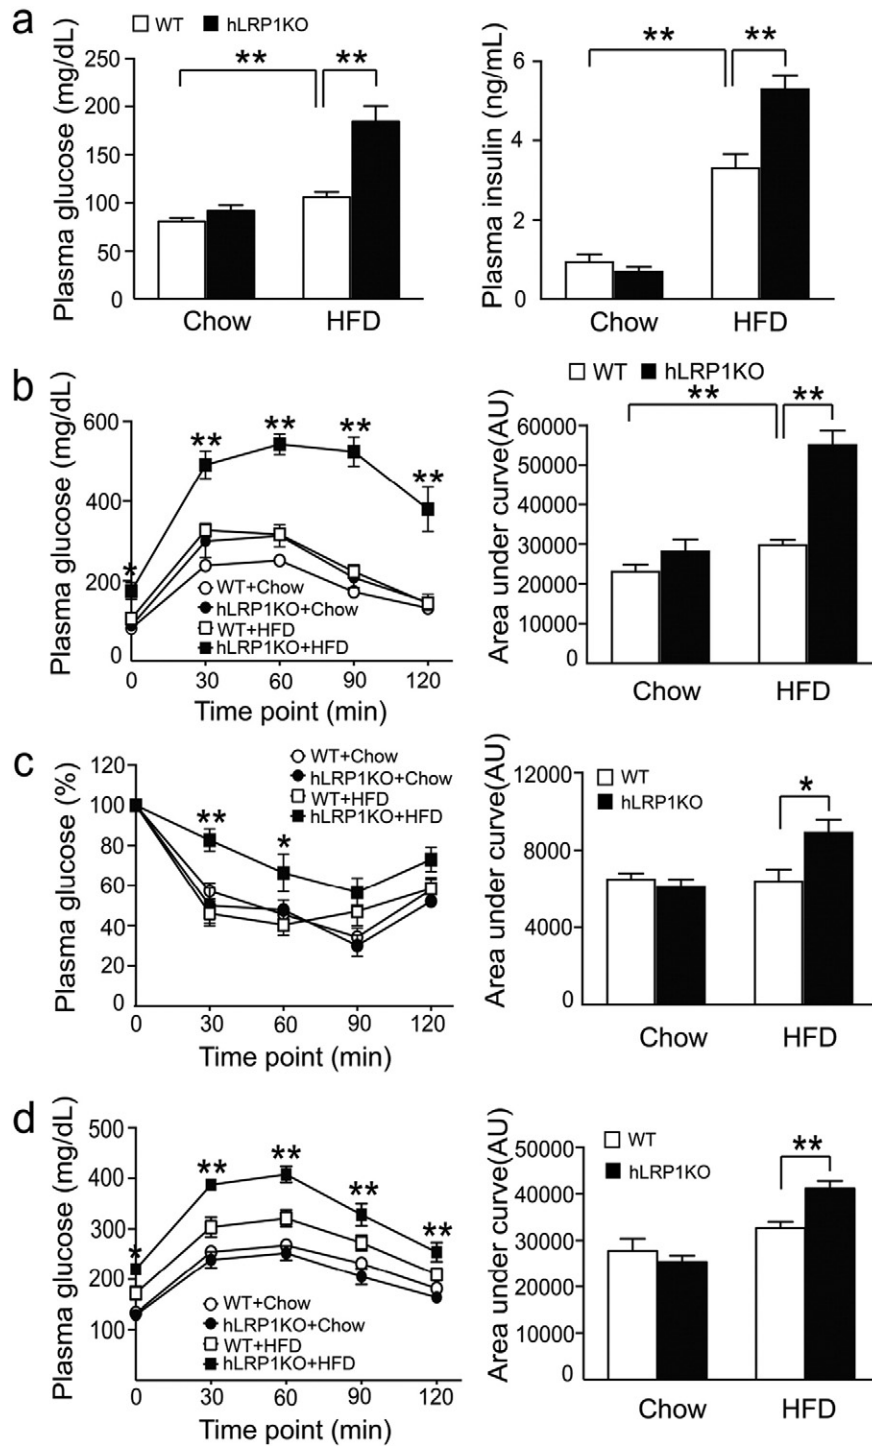 a
WT hLRP1KO
Plasma glucose (mg/dL)
250
200
150
100
50
0
** **
Chow HFD
Plasma insulin (ng/mL)
6
4
2
0
** **
Chow HFD
b
Plasma glucose (mg/dL)
600
400
200
0
* ** ** ** **
WT+Chow
hLRP1KO+Chow
WT+HFD
hLRP1KO+HFD
0 30 60 90 120
Time point (min)
WT hLRP1KO
Area under curve(AU)
60000
50000
40000
30000
20000
10000
0
** **
Chow HFD
c
Plasma glucose (%)
120
100
80
60
40
20
0
** *
WT+Chow
hLRP1KO+Chow
WT+HFD
hLRP1KO+HFD
0 30 60 90 120
Time point (min)
Area under curve(AU)
12000
8000
4000
0
WT
hLRP1KO
*
Chow HFD
d
Plasma glucose (mg/dL)
500
400
300
200
100
* ** ** ** **
WT+Chow
hLRP1KO+Chow
WT+HFD
hLRP1KO+HFD
0 30 60 90 120
Time point (min)
Area under curve(AU)
50000
40000
30000
20000
10000
0
WT
hLRP1KO
**
Chow HFD